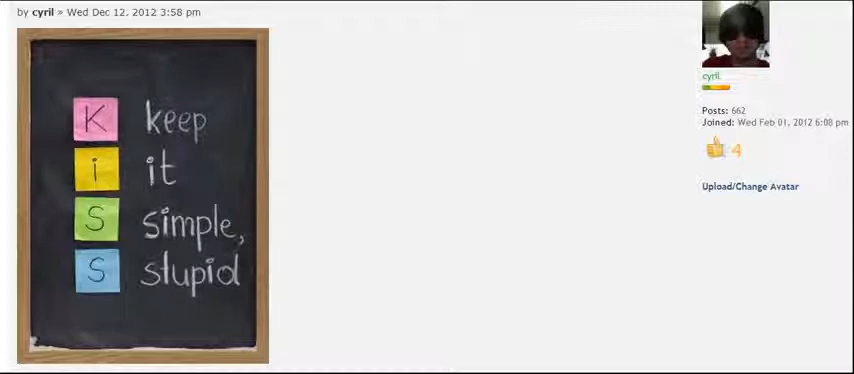 by cyril » Wed Dec 12, 2012 3:58 pm
K keep
i it
S simple,
S stupid
cyril
Posts: 662
Joined: Wed Feb 01, 2012 6:08 pm
4
Upload/Change Avatar